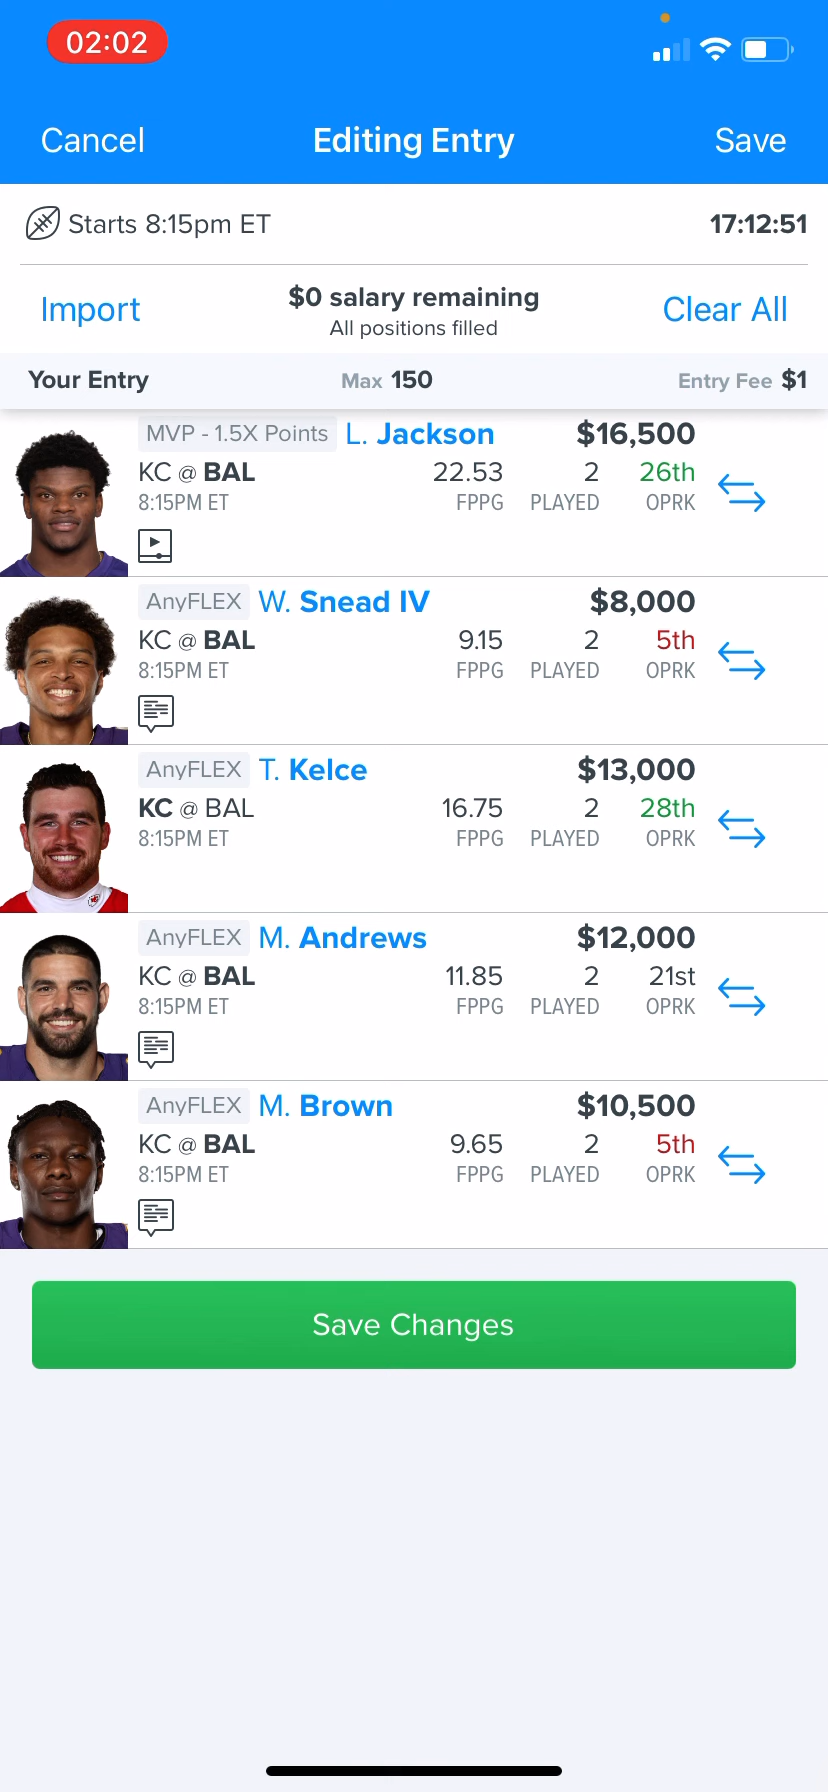 02:02
Cancel Editing Entry Save
Starts 8:15pm ET 17:12:51
Import $0 salary remaining Clear All
All positions filled
Your Entry Max 150 Entry Fee $1
MVP - 1.5X Points L. Jackson $16,500
KC @ BAL 22.53 2 26th
8:15PM ET FPPG PLAYED OPRK
AnyFLEX W. Snead IV $8,000
KC @ BAL 9.15 2 5th
8:15PM ET FPPG PLAYED OPRK
AnyFLEX T. Kelce $13,000
KC @ BAL 16.75 2 28th
8:15PM ET FPPG PLAYED OPRK
AnyFLEX M. Andrews $12,000
KC @ BAL 11.85 2 21st
8:15PM ET FPPG PLAYED OPRK
AnyFLEX M. Brown $10,500
KC @ BAL 9.65 2 5th
8:15PM ET FPPG PLAYED OPRK
Save Changes